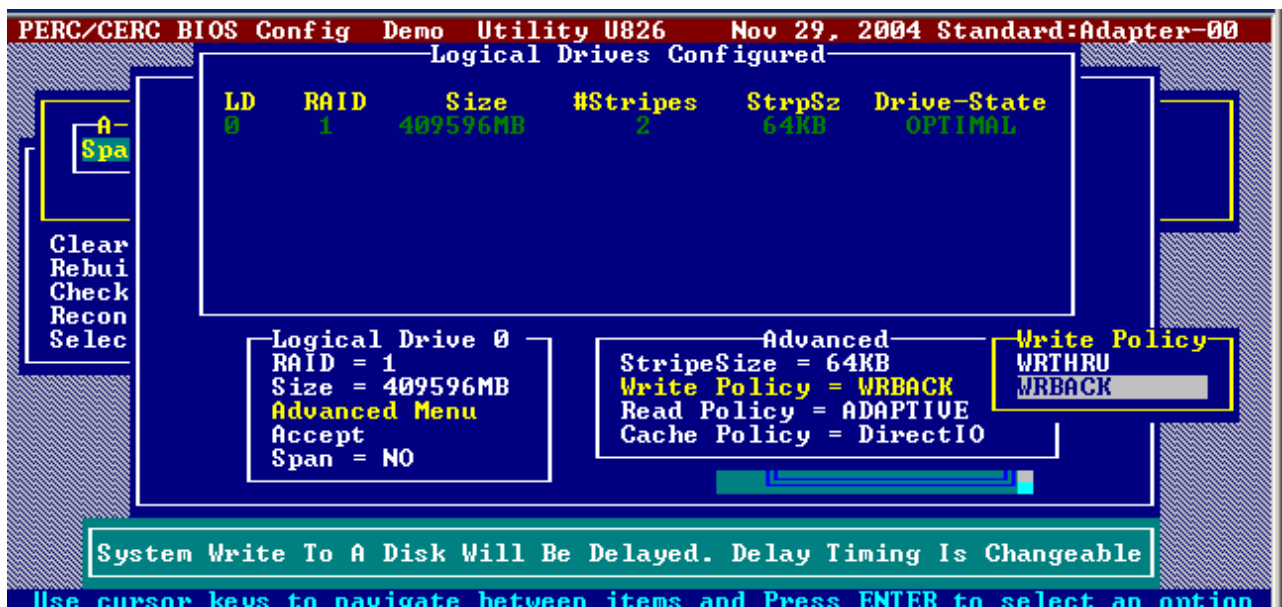 PERC/CERC BIOS Config Demo Utility U826 Nov 29, 2004 Standard:Adapter-00
Logical Drives Configured
LD RAID Size #Stripes StrpSz Drive-State
0 1 409596MB 2 64KB OPTIMAL
A-
Spa
Clear
Rebui
Check
Recon
Selec
Logical Drive 0
RAID = 1
Size = 409596MB
Advanced Menu
Accept
Span = NO
Advanced
StripeSize = 64KB
Write Policy = WRBACK
Read Policy = ADAPTIVE
Cache Policy = DirectIO
Write Policy
WRTHRU
WRBACK
System Write To A Disk Will Be Delayed. Delay Timing Is Changeable
Use cursor keys to navigate between items and Press ENTER to select an option